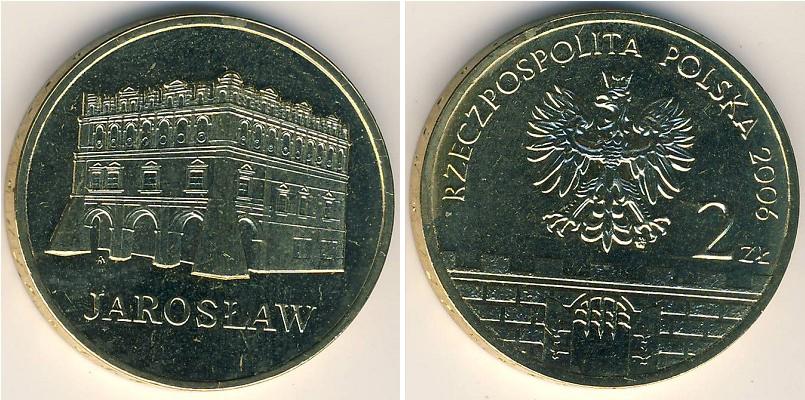 JAROSŁAW
RZECZPOSPOLITA POLSKA 2006
2 ZŁ